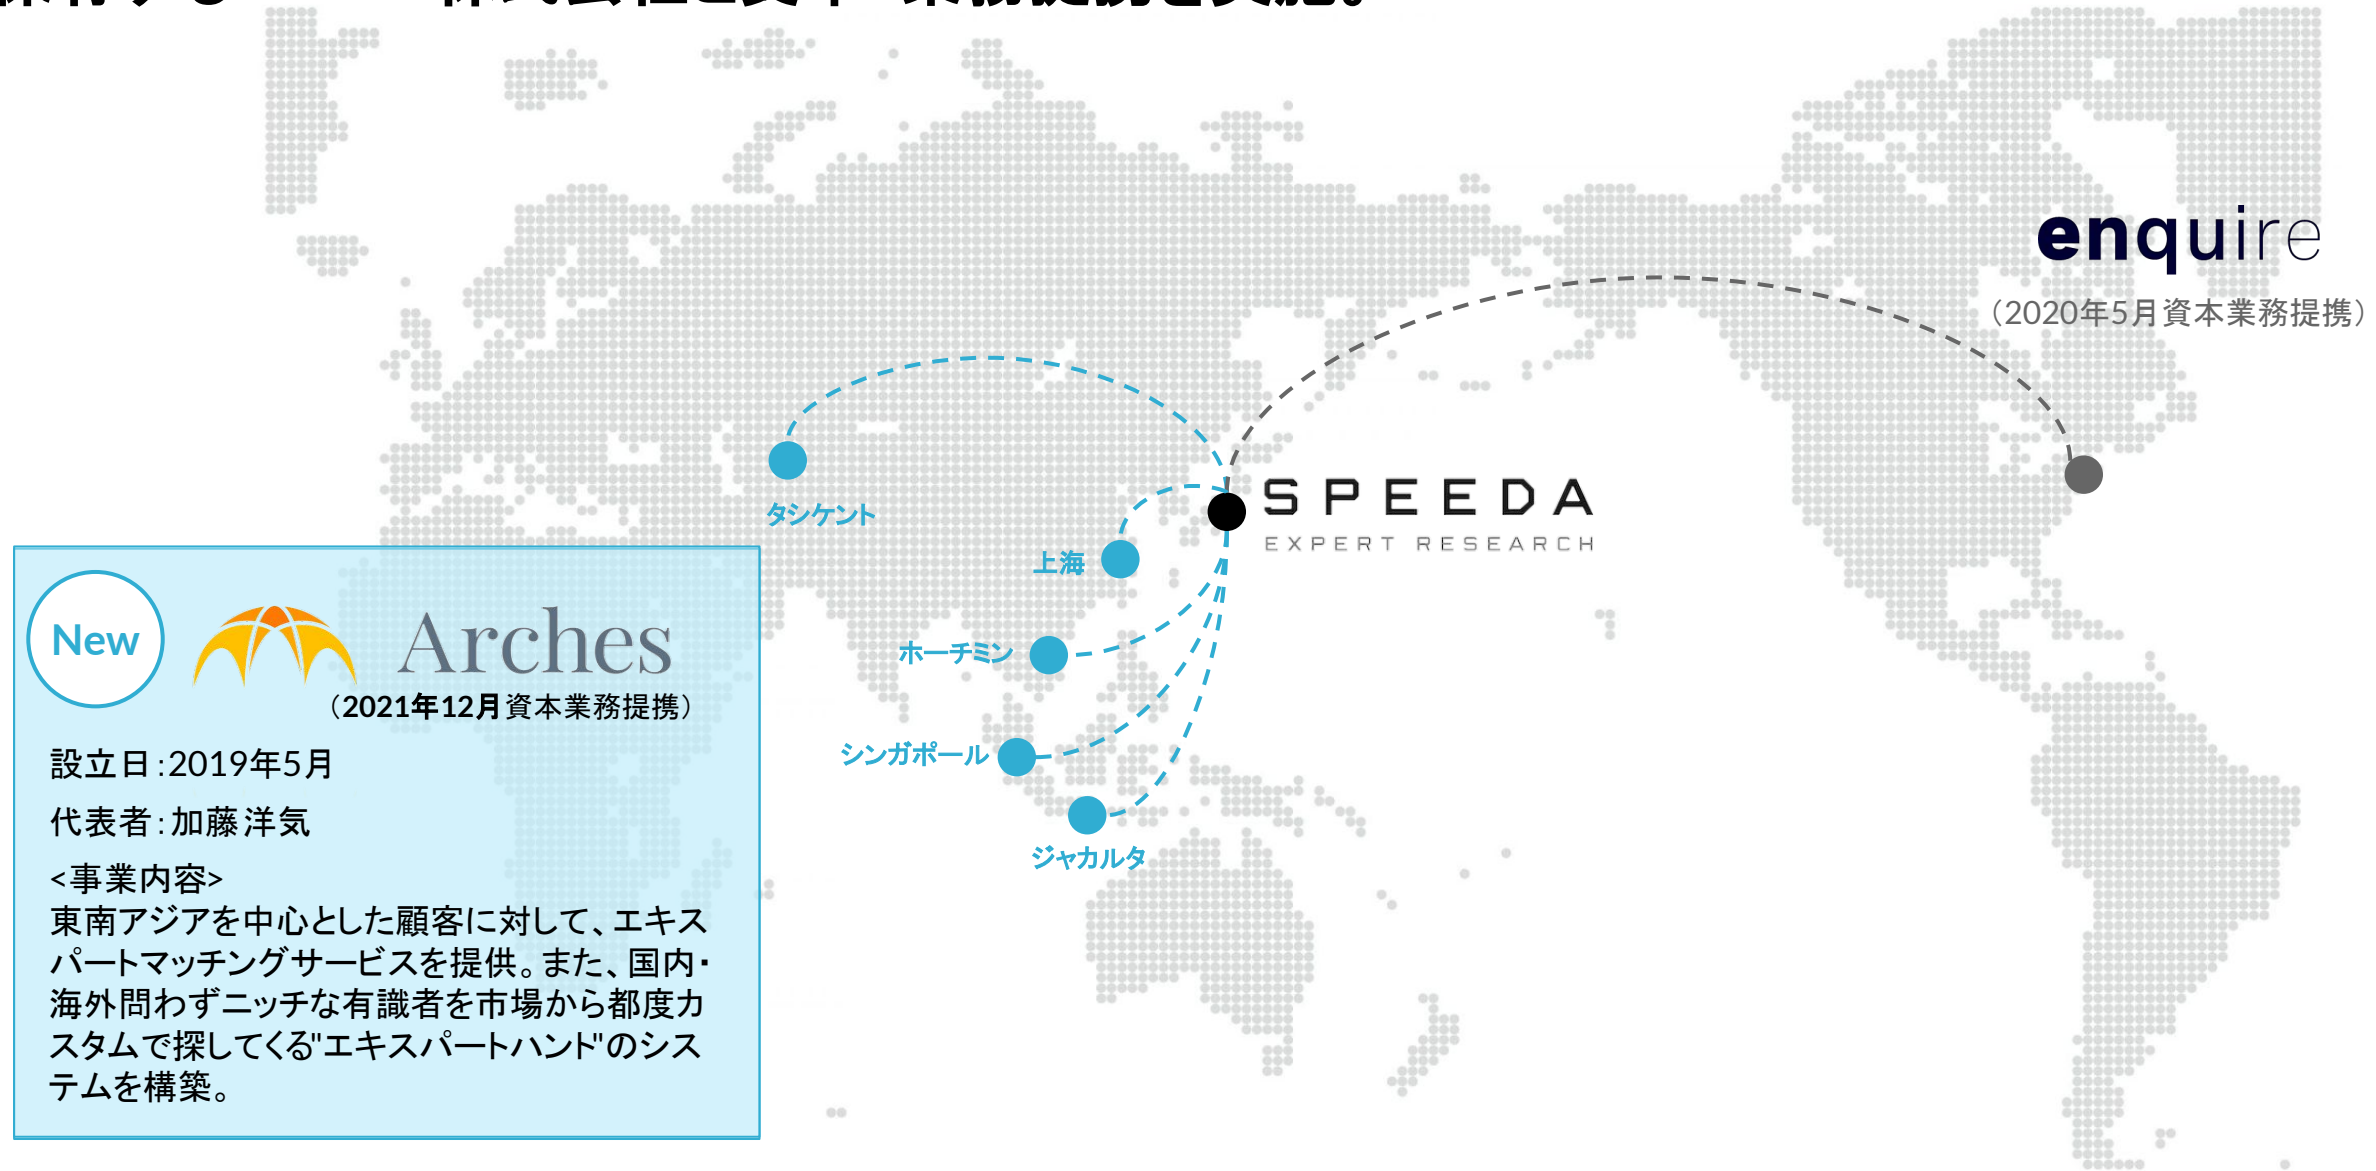 enquire
（2020年5月資本業務提携）
SPEEDA
EXPERT RESEARCH
タシケント
上海
ホーチミン
シンガポール
ジャカルタ
New
Arches
（2021年12月資本業務提携）
設立日：2019年5月
代表者：加藤洋気
<事業内容>
東南アジアを中心とした顧客に対して、エキス
パートマッチングサービスを提供。また、国内・
海外問わずニッチな有識者を市場から都度カ
スタムで探してくる"エキスパートハンド"のシス
テムを構築。